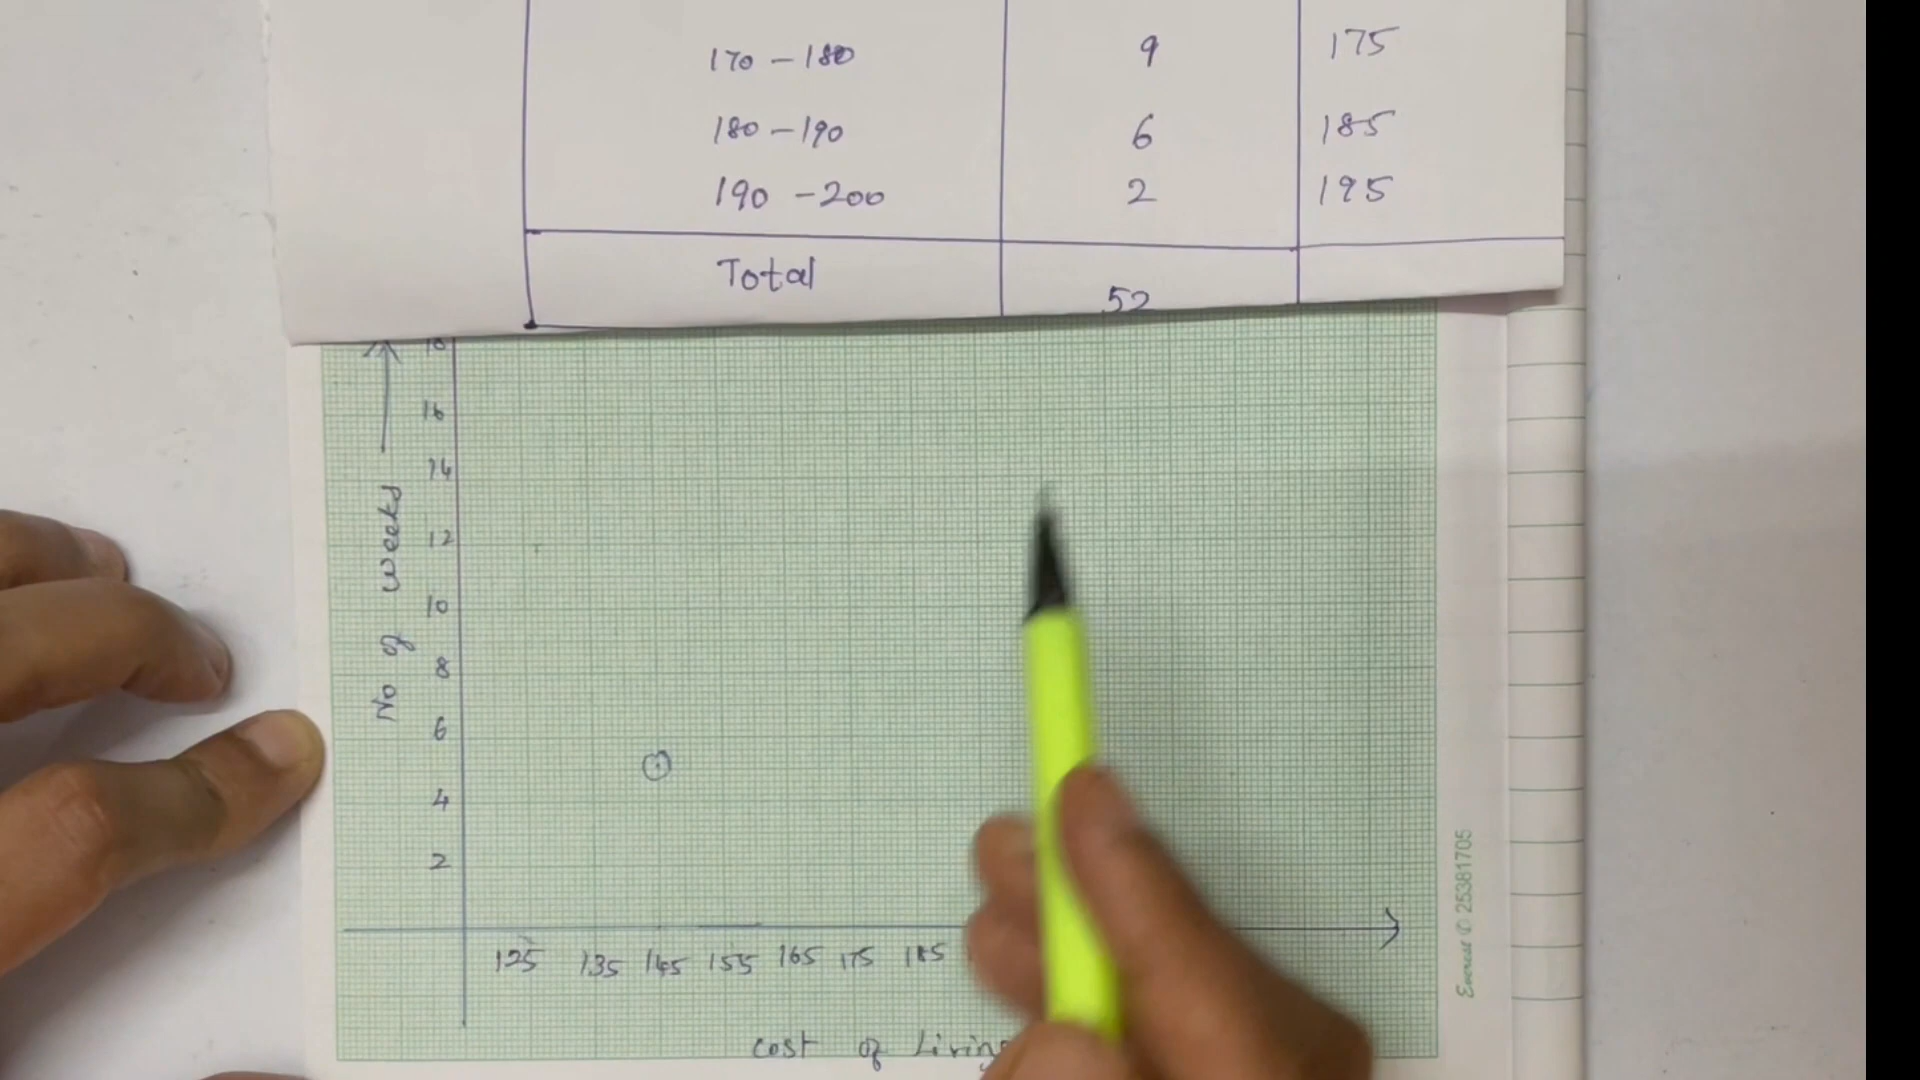 170 - 180 9 175
180 - 190 6 185
190 - 200 2 195
Total 52
18
16
14
12
10
8
6
4
2
No of weeks
125 135 145 155 165 175 185
cost of Living
Everest © 25381705